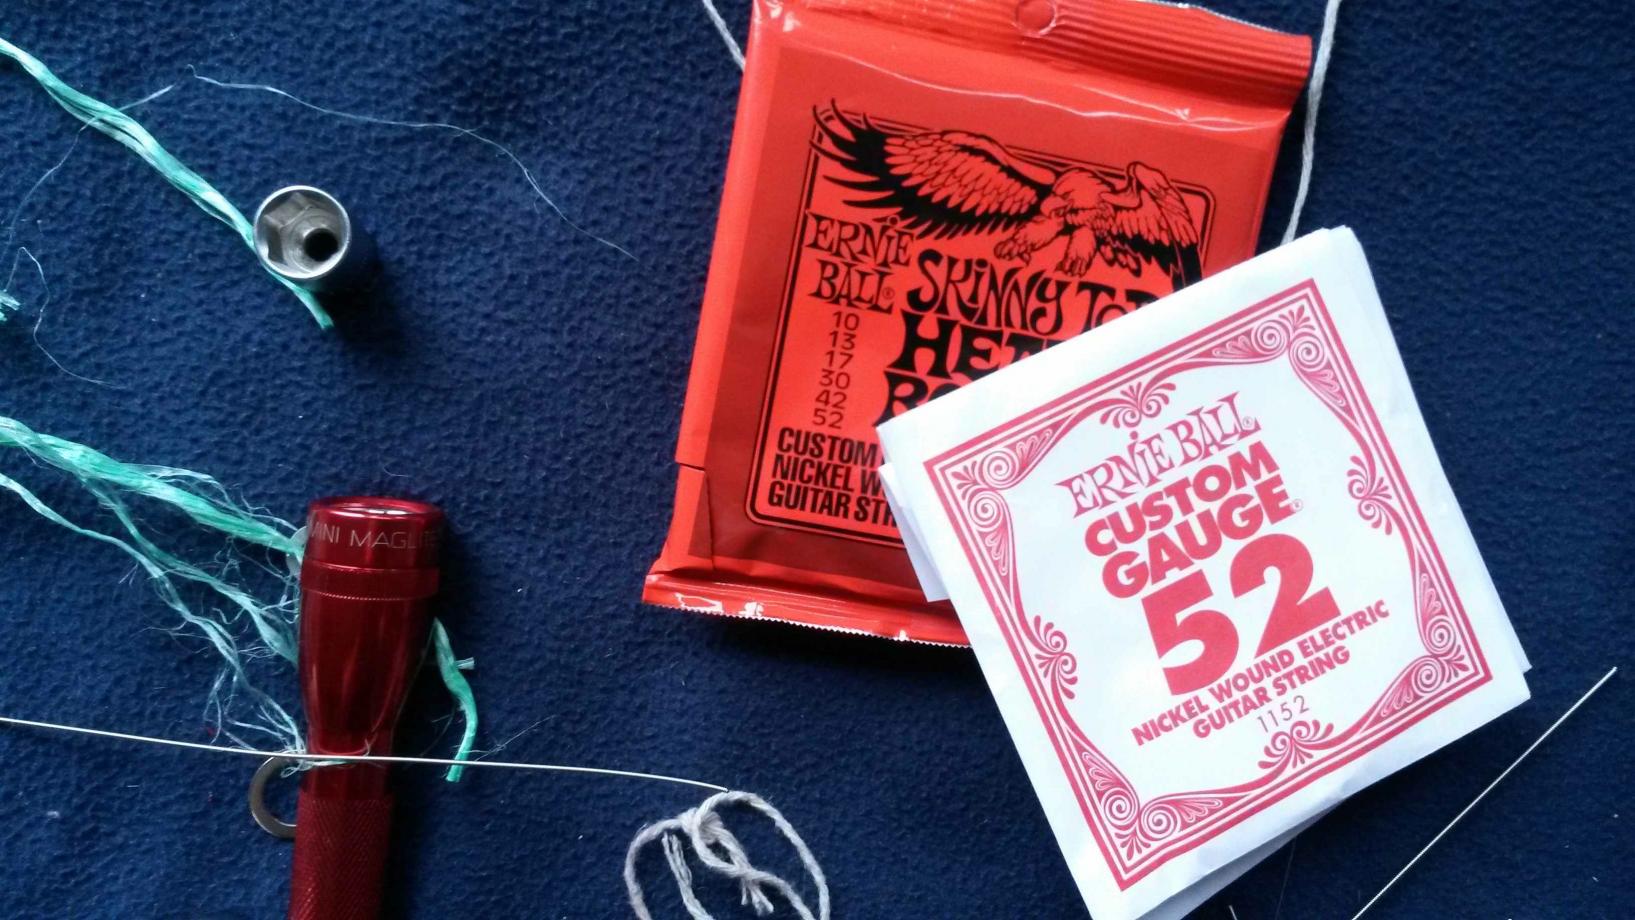 MINI MAGLITE
ERNIE
BALL®
SKINNY TO
HE
10
13
17
30
42
52
CUSTOM
NICKEL W
GUITAR STR
ERNIE BALL®
CUSTOM
GAUGE®
52
NICKEL WOUND ELECTRIC
GUITAR STRING
1152